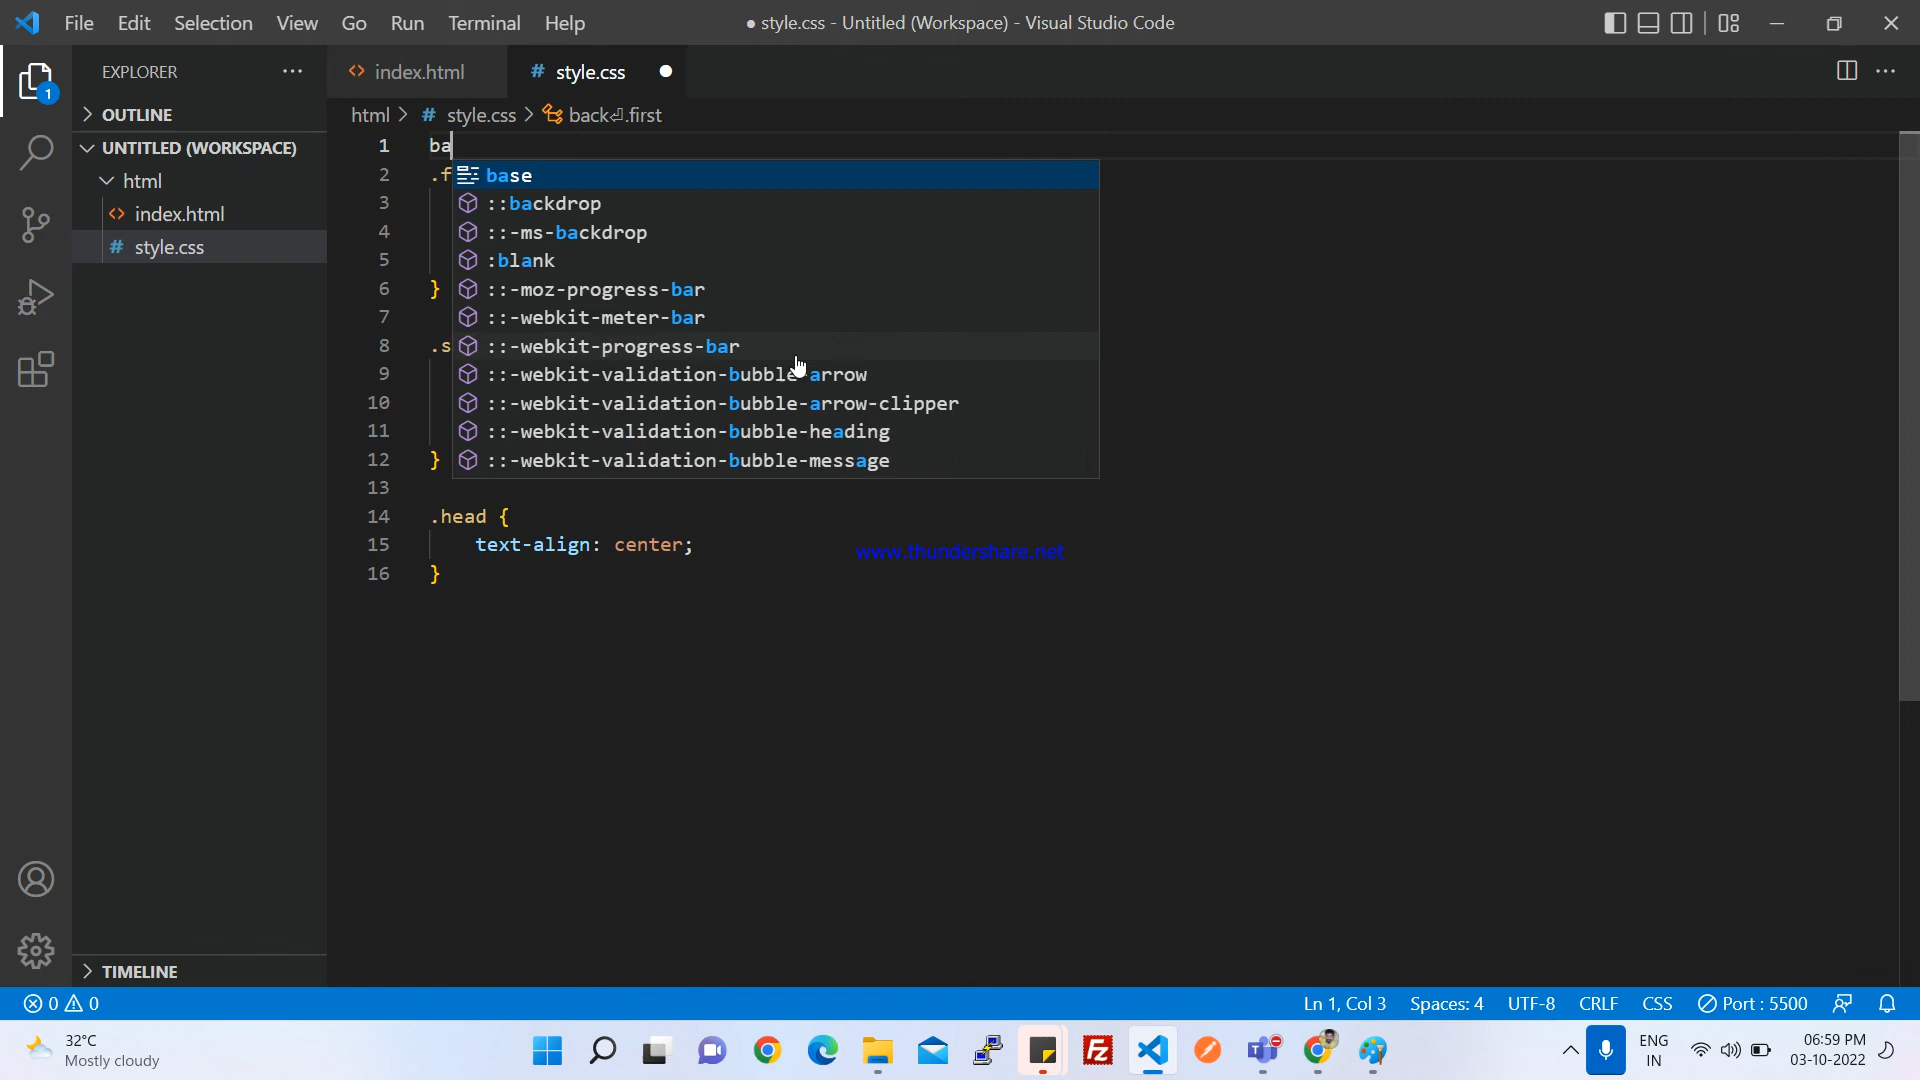 File Edit Selection View Go Run Terminal Help
● style.css - Untitled (Workspace) - Visual Studio Code
EXPLORER
1
OUTLINE
UNTITLED (WORKSPACE)
html
index.html
# style.css
TIMELINE
index.html
# style.css
html > # style.css > back⏎.first
1 ba
2 .f
3
4
5
6 }
7
8 .s
9
10
11
12 }
13
14 .head {
15 text-align: center;
16 }
base
::backdrop
::-ms-backdrop
:blank
::-moz-progress-bar
::-webkit-meter-bar
::-webkit-progress-bar
::-webkit-validation-bubble-arrow
::-webkit-validation-bubble-arrow-clipper
::-webkit-validation-bubble-heading
::-webkit-validation-bubble-message
www.thundershare.net
0 0
Ln 1, Col 3 Spaces: 4 UTF-8 CRLF CSS Port : 5500
32°C
Mostly cloudy
Fz
ENG
IN
06:59 PM
03-10-2022